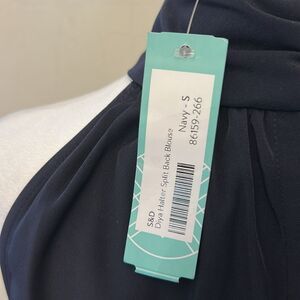 S&D
Diya Halter Split Back Blouse
Navy - S
86159-266